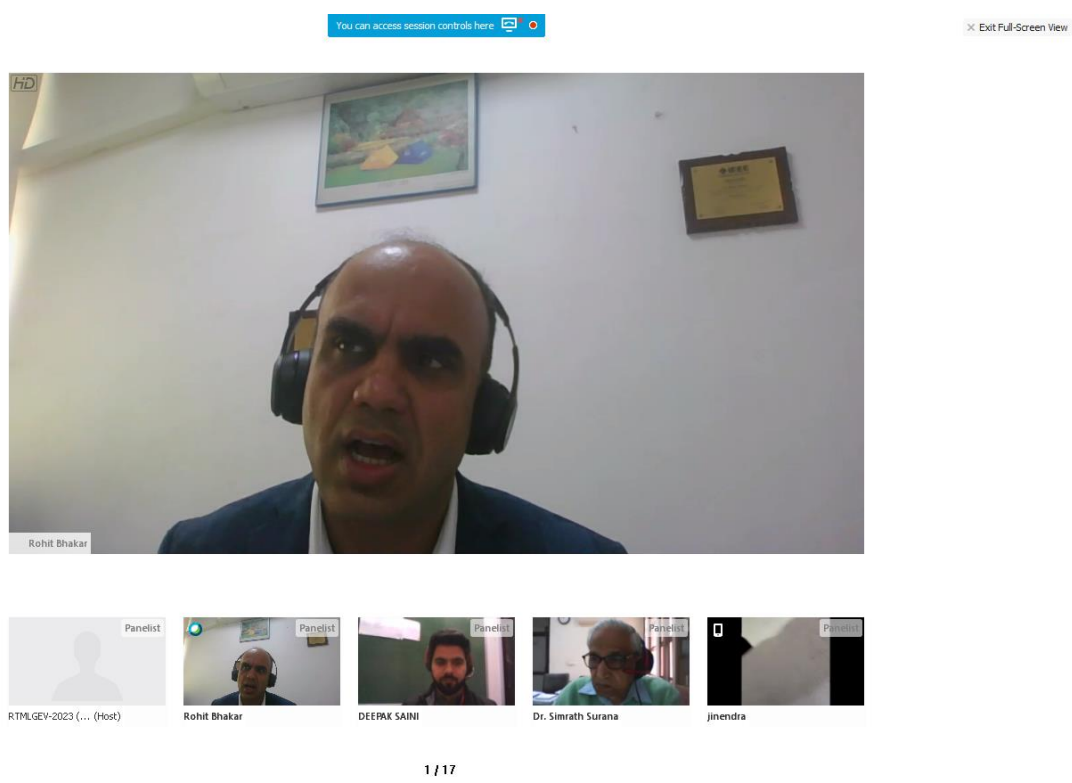 You can access session controls here
× Exit Full-Screen View
HD
IEEE
Rohit Bhakar
Panelist
Panelist
Panelist
Panelist
Panelist
RTMLGEV-2023 (... (Host)
Rohit Bhakar
DEEPAK SAINI
Dr. Simrath Surana
jinendra
1 / 17